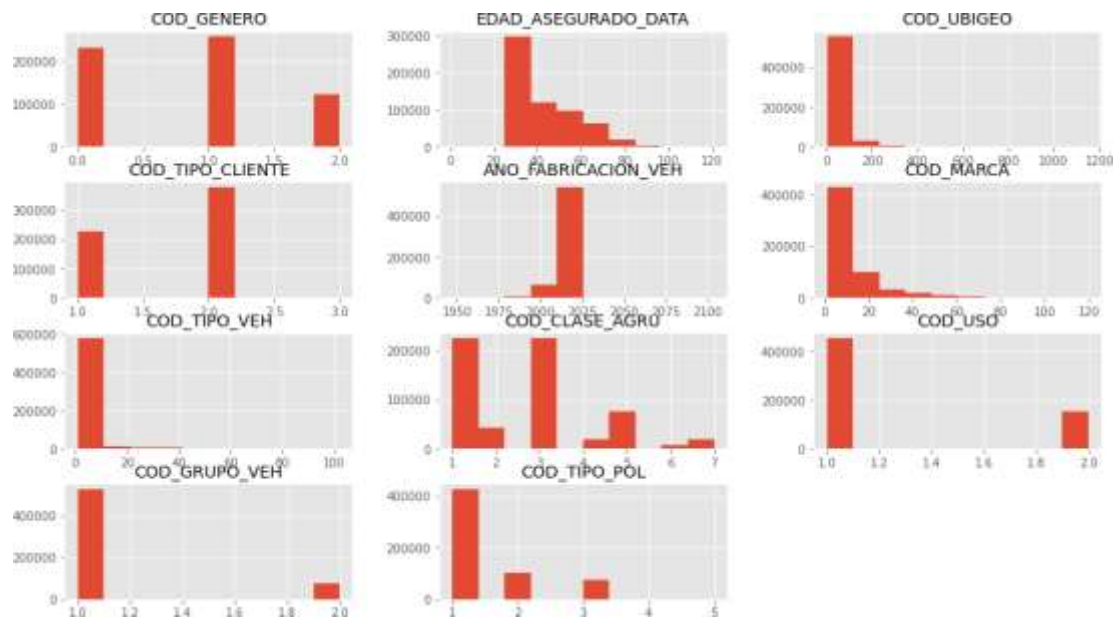 COD_GENERO EDAD_ASEGURADO_DATA COD_UBIGEO
200000 300000 400000
100000 200000 200000
0 100000 0
0
0.0 0.5 1.0 1.5 2.0 0 20 40 60 80 100 120 0 200 400 600 800 1000 1200
COD_TIPO_CLIENTE ANO_FABRICACION_VEH COD_MARCA
300000 400000 400000
200000 200000 200000
100000 0 0
0
1.0 1.5 2.0 2.5 3.0 1950 1975 2000 2025 2050 2075 2100 0 20 40 60 80 100 120
COD_TIPO_VEH COD_CLASE_AGRU COD_USO
600000 200000 400000
400000 100000 200000
200000 0 0
0
0 20 40 60 80 100 1 2 3 4 5 6 7 1.0 1.2 1.4 1.6 1.8 2.0
COD_GRUPO_VEH COD_TIPO_POL
400000 400000
200000 200000
0 0
1.0 1.2 1.4 1.6 1.8 2.0 1 2 3 4 5